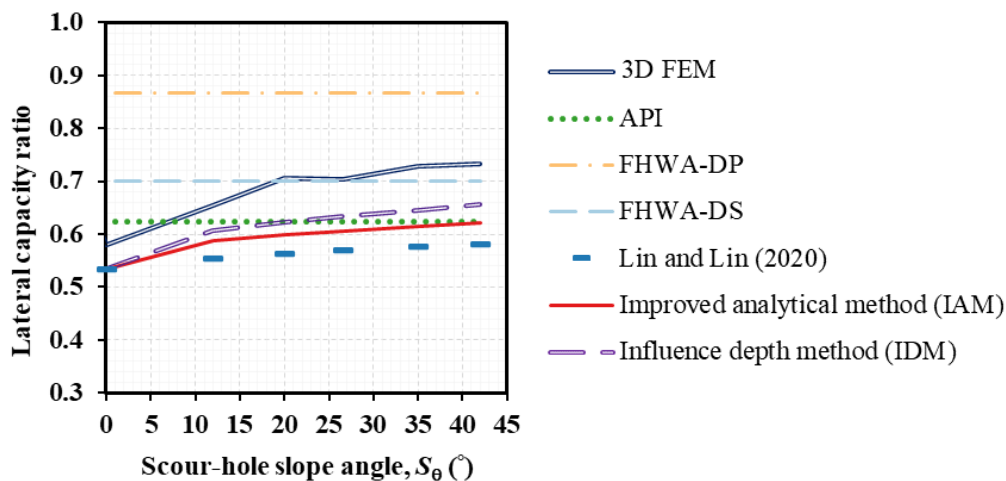 Lateral capacity ratio
1.0
0.9
0.8
0.7
0.6
0.5
0.4
0.3
0 5 10 15 20 25 30 35 40 45
Scour-hole slope angle, Sθ (°)
3D FEM
API
FHWA-DP
FHWA-DS
Lin and Lin (2020)
Improved analytical method (IAM)
Influence depth method (IDM)